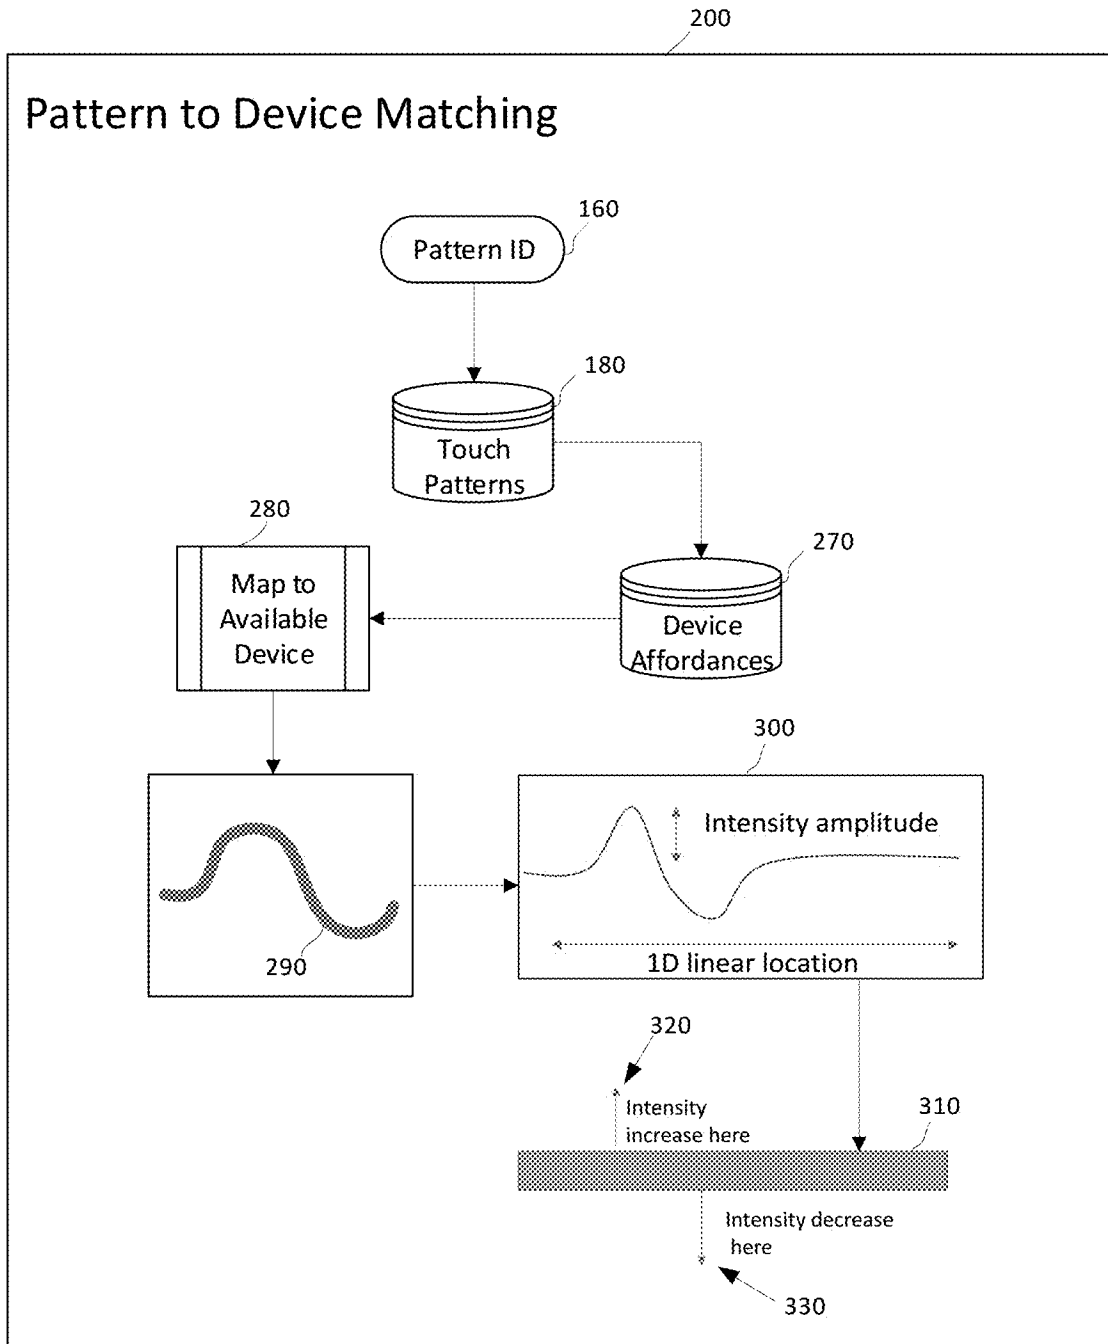 200
Pattern to Device Matching
160
Pattern ID
180
Touch
Patterns
280
270
Map to
Available
Device
Device
Affordances
300
Intensity amplitude
290
1D linear location
320
Intensity
increase here
310
Intensity decrease
here
330